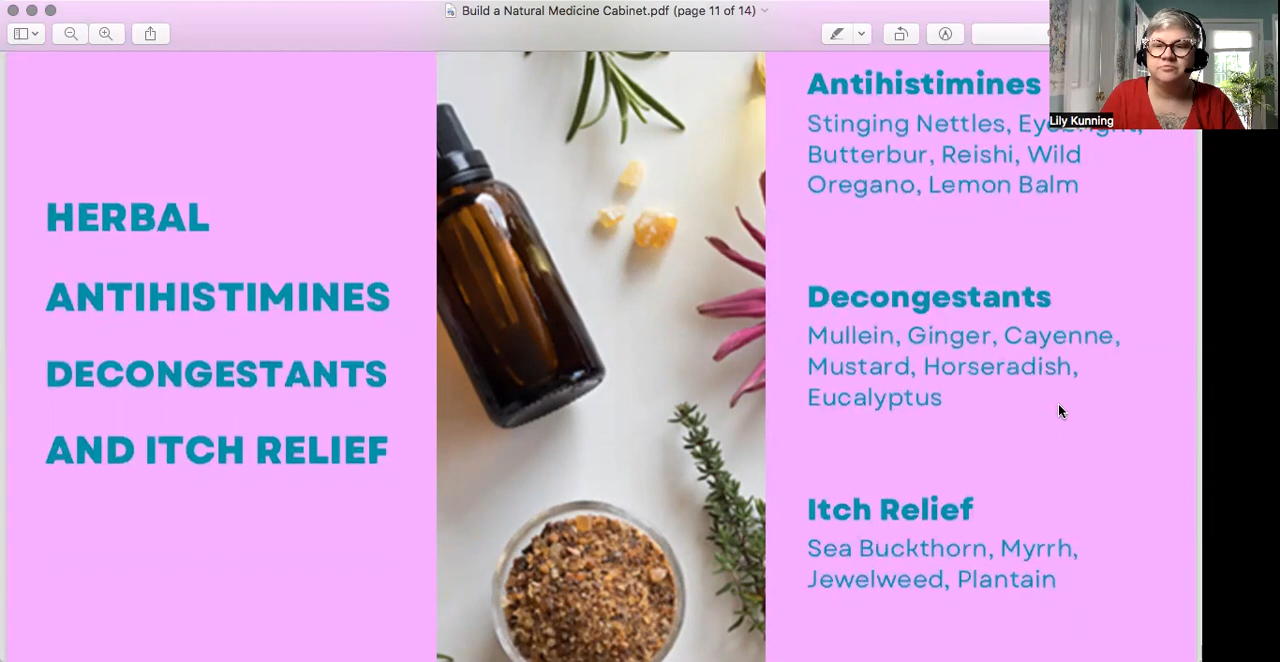 Build a Natural Medicine Cabinet.pdf (page 11 of 14)
Lily Kunning
HERBAL
ANTIHISTIMINES
DECONGESTANTS
AND ITCH RELIEF
Antihistimines
Stinging Nettles, Eyebright,
Butterbur, Reishi, Wild
Oregano, Lemon Balm
Decongestants
Mullein, Ginger, Cayenne,
Mustard, Horseradish,
Eucalyptus
Itch Relief
Sea Buckthorn, Myrrh,
Jewelweed, Plantain